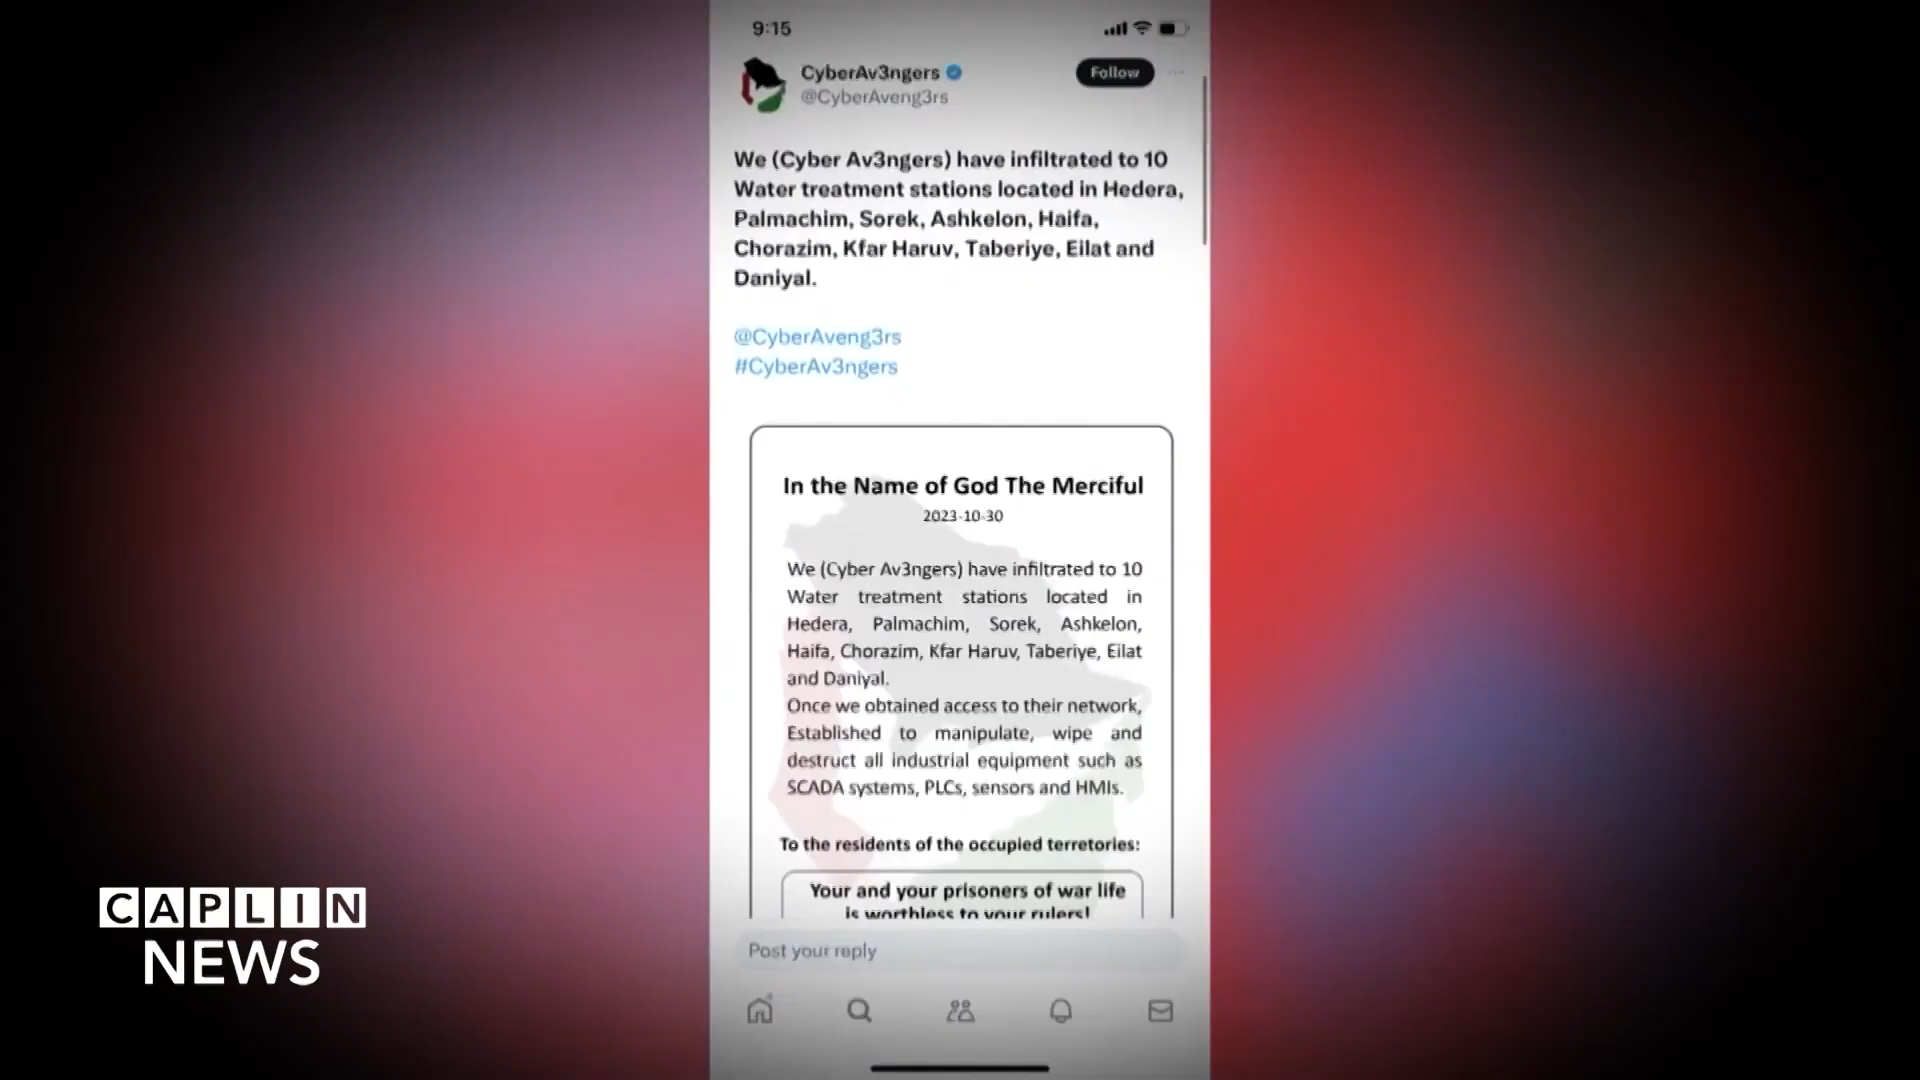 9:15
CyberAv3ngers
Follow
@CyberAveng3rs
We (Cyber Av3ngers) have infiltrated to 10
Water treatment stations located in Hedera,
Palmachim, Sorek, Ashkelon, Haifa,
Chorazim, Kfar Haruv, Taberiye, Eilat and
Daniyal.
@CyberAveng3rs
#CyberAv3ngers
In the Name of God The Merciful
2023-10-30
We (Cyber Av3ngers) have infiltrated to 10
Water treatment stations located in
Hedera, Palmachim, Sorek, Ashkelon,
Haifa, Chorazim, Kfar Haruv, Taberiye, Eilat
and Daniyal.
Once we obtained access to their network,
Established to manipulate, wipe and
destruct all industrial equipment such as
SCADA systems, PLCs, sensors and HMIs.
To the residents of the occupied terretories:
Your and your prisoners of war life
is worthless to your rulers!
Post your reply
CAPLIN
NEWS